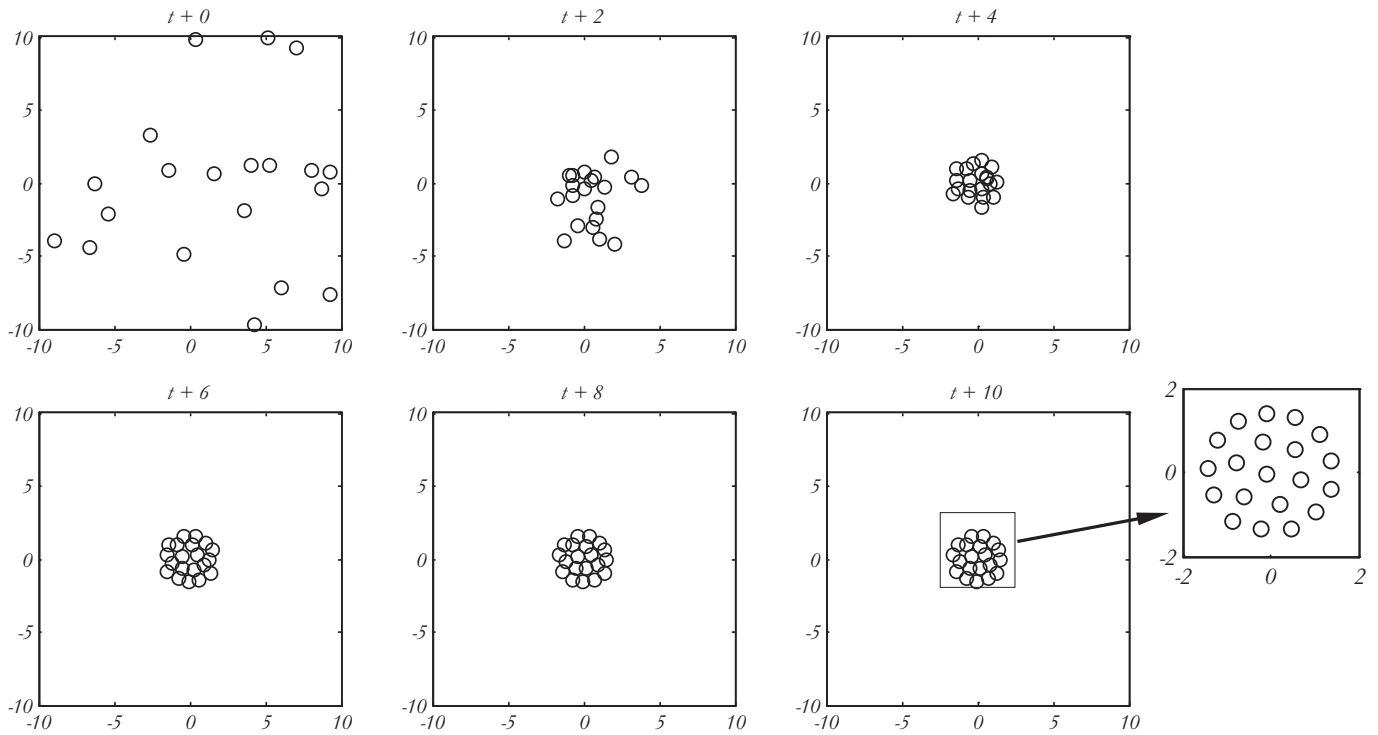 t + 0 t + 2 t + 4
10 10 10
5 5 5
0 0 0
-5 -5 -5
-10 -10 -10
-10 -5 0 5 10 -10 -5 0 5 10 -10 -5 0 5 10
t + 6 t + 8 t + 10
10 10 10 2
5 5 5
0 0 0 0
-5 -5 -5 -2
-2 0 2
-10 -10 -10
-10 -5 0 5 10 -10 -5 0 5 10 -10 -5 0 5 10